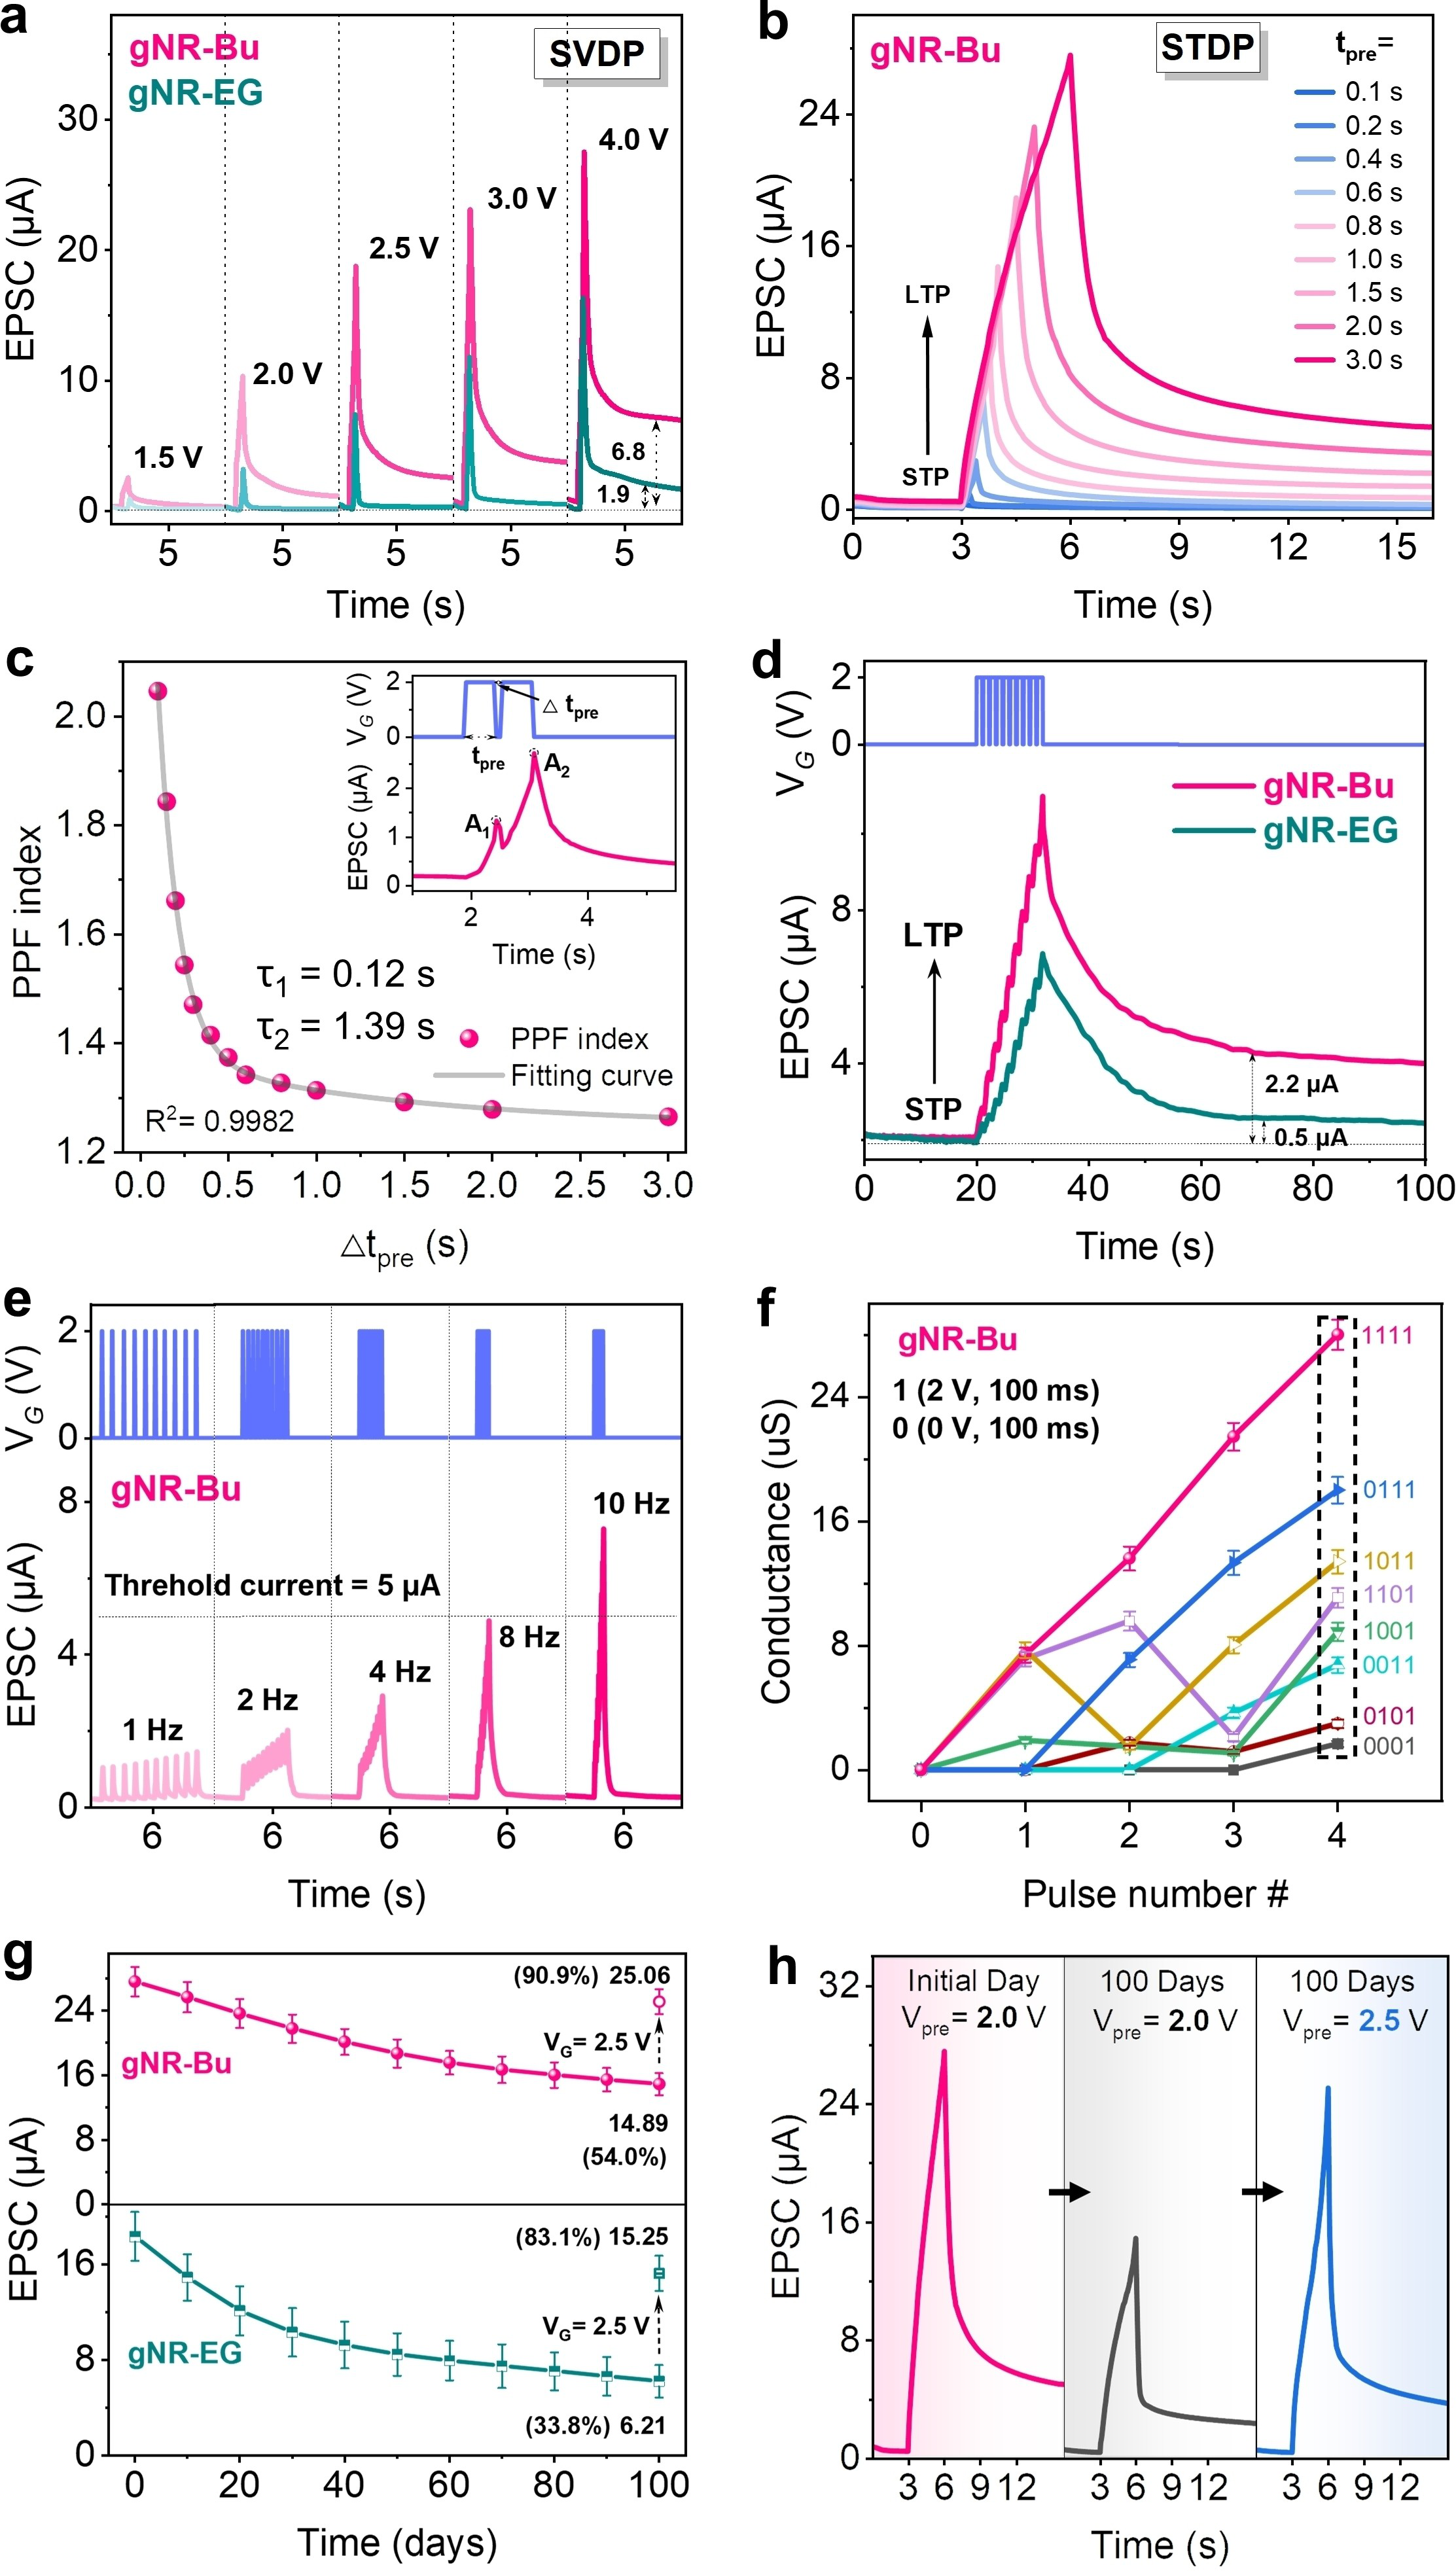 a
gNR-Bu
gNR-EG
SVDP
1.5 V
2.0 V
2.5 V
3.0 V
4.0 V
6.8
1.9
EPSC (µA)
30
20
10
0
5 5 5 5 5
Time (s)
b
gNR-Bu
STDP
t_pre=
0.1 s
0.2 s
0.4 s
0.6 s
0.8 s
1.0 s
1.5 s
2.0 s
3.0 s
LTP
STP
EPSC (µA)
24
16
8
0
0 3 6 9 12 15
Time (s)
c
PPF index
2.0
1.8
1.6
1.4
1.2
0.0 0.5 1.0 1.5 2.0 2.5 3.0
△t_pre (s)
τ1 = 0.12 s
τ2 = 1.39 s
PPF index
Fitting curve
R²= 0.9982
V_G (V)
2
0
△ t_pre
t_pre
A1
A2
EPSC (µA)
2
1
0
2 4
Time (s)
d
V_G (V)
2
0
gNR-Bu
gNR-EG
LTP
STP
2.2 µA
0.5 µA
EPSC (µA)
8
4
0 20 40 60 80 100
Time (s)
e
V_G (V)
2
0
gNR-Bu
Threhold current = 5 µA
1 Hz
2 Hz
4 Hz
8 Hz
10 Hz
EPSC (µA)
8
4
0
6 6 6 6 6
Time (s)
f
gNR-Bu
1 (2 V, 100 ms)
0 (0 V, 100 ms)
1111
0111
1011
1101
1001
0011
0101
0001
Conductance (uS)
24
16
8
0
0 1 2 3 4
Pulse number #
g
gNR-Bu
(90.9%) 25.06
V_G= 2.5 V
14.89
(54.0%)
EPSC (µA)
24
16
8
0
gNR-EG
(83.1%) 15.25
V_G= 2.5 V
(33.8%) 6.21
EPSC (µA)
16
8
0
0 20 40 60 80 100
Time (days)
h
Initial Day
V_pre= 2.0 V
100 Days
V_pre= 2.0 V
100 Days
V_pre= 2.5 V
EPSC (µA)
32
24
16
8
0
3 6 9 12 3 6 9 12 3 6 9 12
Time (s)